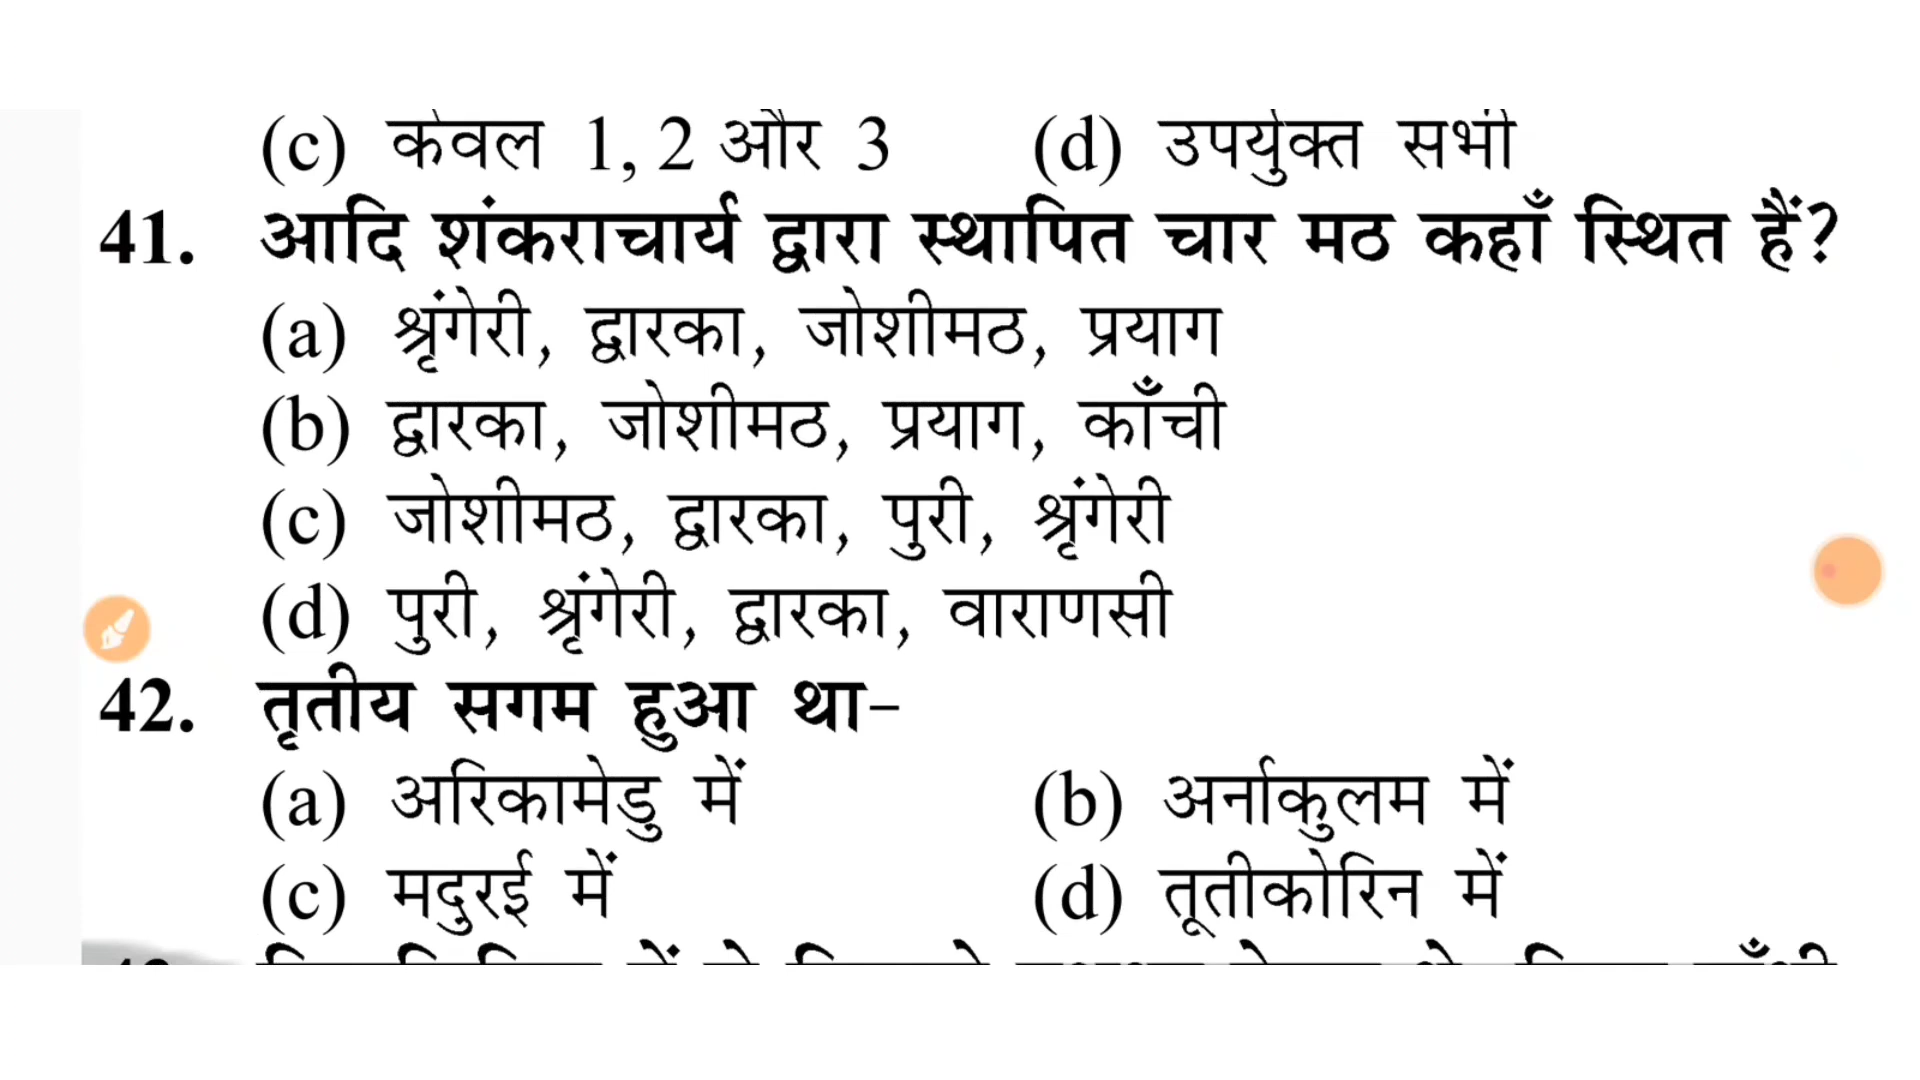 (c) केवल 1, 2 और 3 (d) उपर्युक्त सभी
41. आदि शंकराचार्य द्वारा स्थापित चार मठ कहाँ स्थित हैं?
(a) श्रृंगेरी, द्वारका, जोशीमठ, प्रयाग
(b) द्वारका, जोशीमठ, प्रयाग, काँची
(c) जोशीमठ, द्वारका, पुरी, श्रृंगेरी
(d) पुरी, श्रृंगेरी, द्वारका, वाराणसी
42. तृतीय सगम हुआ था-
(a) अरिकामेडु में (b) अर्नाकुलम में
(c) मदुरई में (d) तूतीकोरिन में